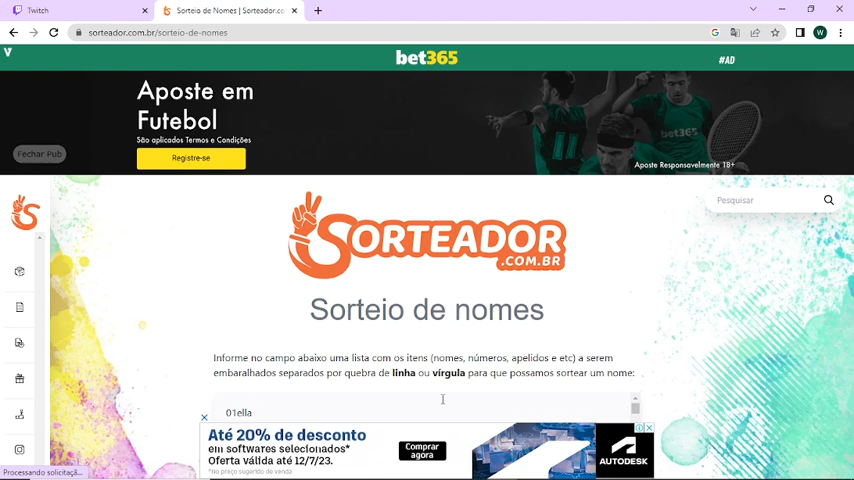 Twitch
Sorteio de Nomes | Sorteador.co
sorteador.com.br/sorteio-de-nomes
W
V
bet365
#AD
Aposte em
Futebol
São aplicados Termos e Condições
Registre-se
Fechar Pub
11
bet365
Aposte Responsavelmente 18+
Pesquisar
SORTEADOR
.COM.BR
Sorteio de nomes
Informe no campo abaixo uma lista com os itens (nomes, números, apelidos e etc) a serem
embaralhados separados por quebra de linha ou vírgula para que possamos sortear um nome:
01ella
Até 20% de desconto
em softwares selecionados*
Oferta válida até 12/7/23.
*No preço sugerido de venda
Comprar
agora
AUTODESK
Processando solicitaçã...